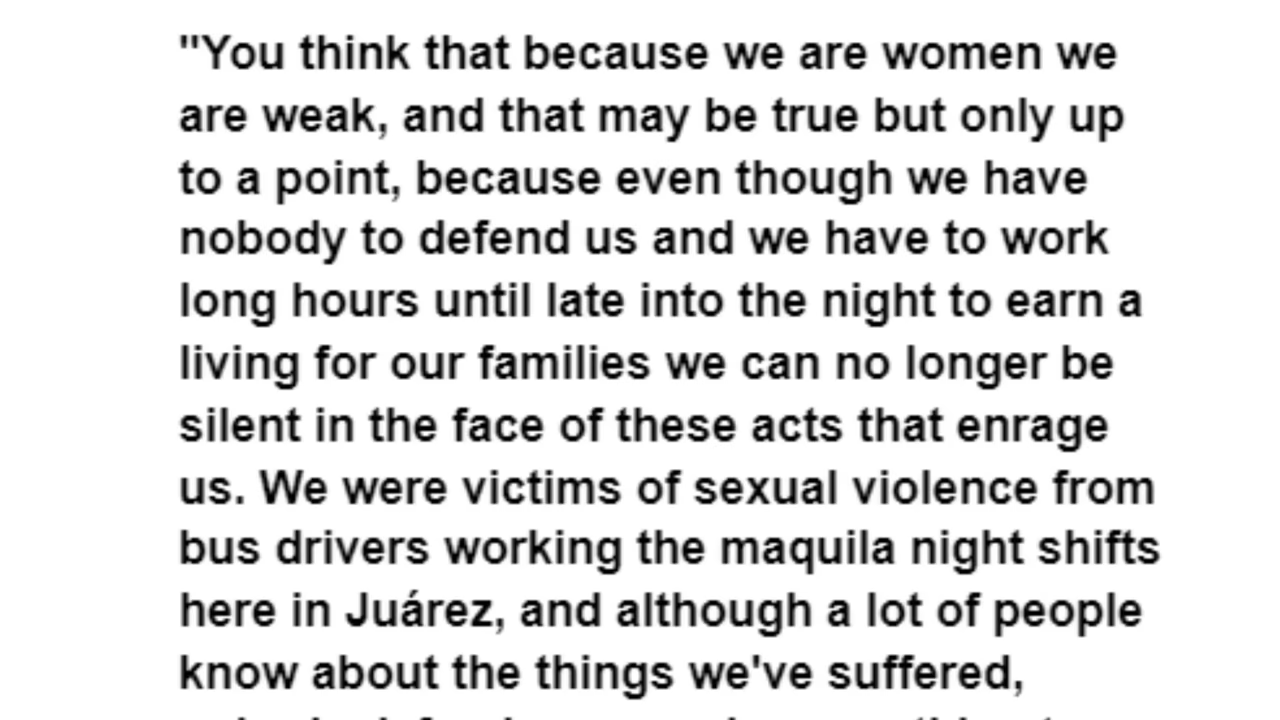 "You think that because we are women we
are weak, and that may be true but only up
to a point, because even though we have
nobody to defend us and we have to work
long hours until late into the night to earn a
living for our families we can no longer be
silent in the face of these acts that enrage
us. We were victims of sexual violence from
bus drivers working the maquila night shifts
here in Juárez, and although a lot of people
know about the things we've suffered,